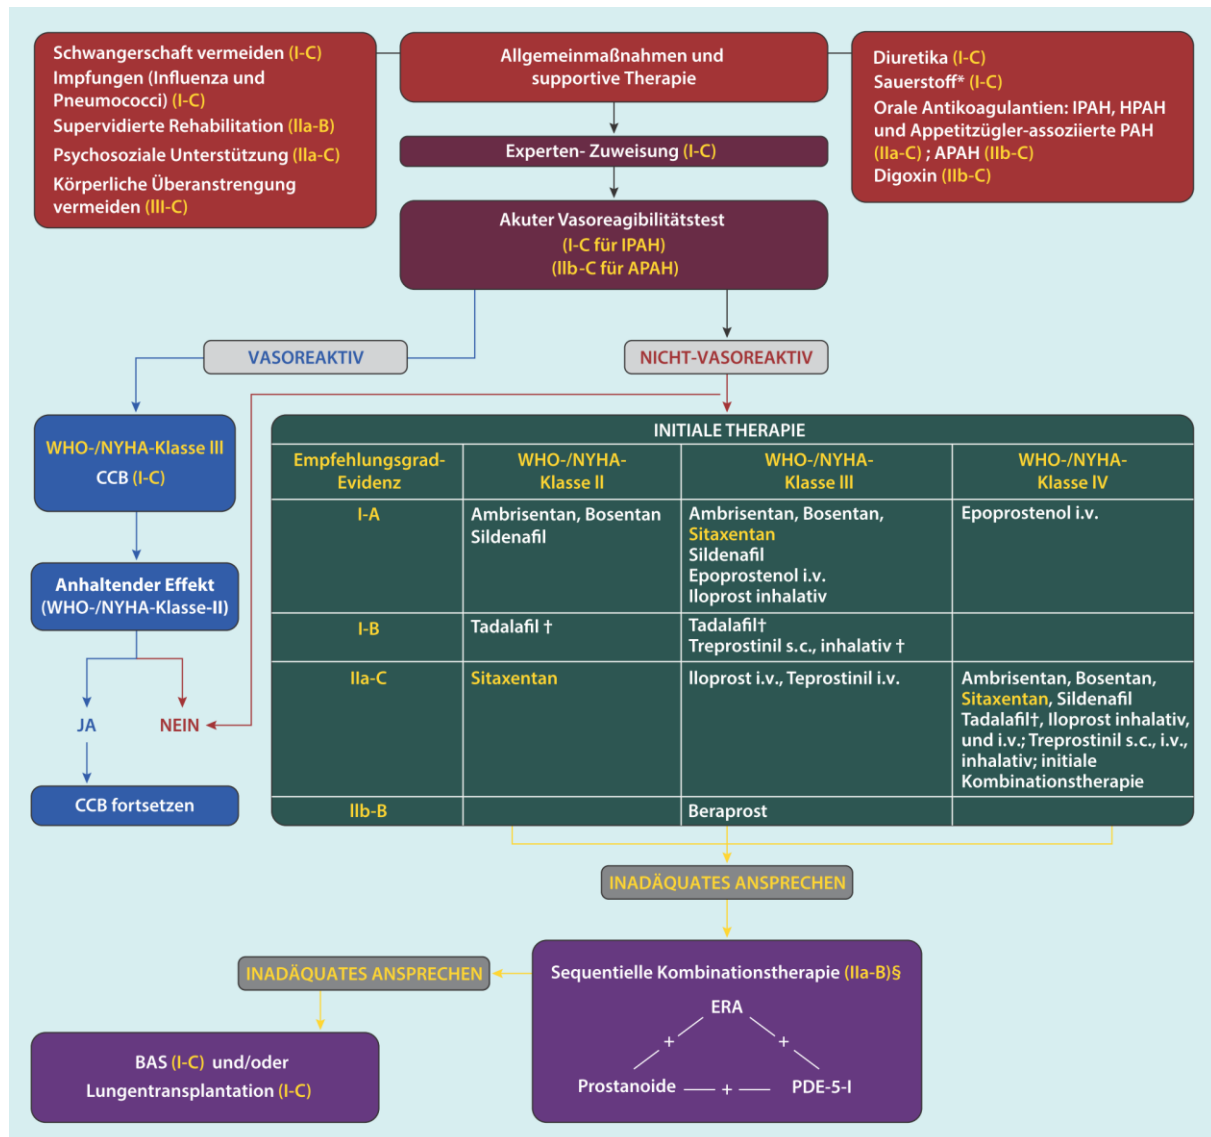 Schwangerschaft vermeiden (I-C)
Impfungen (Influenza und
Pneumococci) (I-C)
Supervidierte Rehabilitation (IIa-B)
Psychosoziale Unterstützung (IIa-C)
Körperliche Überanstrengung
vermeiden (III-C)
Allgemeinmaßnahmen und
supportive Therapie
Diuretika (I-C)
Sauerstoff* (I-C)
Orale Antikoagulantien: IPAH, HPAH
und Appetitzügler-assoziierte PAH
(IIa-C) ; APAH (IIb-C)
Digoxin (IIb-C)
Experten- Zuweisung (I-C)
Akuter Vasoreagibilitätstest
(I-C für IPAH)
(IIb-C für APAH)
VASOREAKTIV
NICHT-VASOREAKTIV
WHO-/NYHA-Klasse III
CCB (I-C)
Anhaltender Effekt
(WHO-/NYHA-Klasse-II)
JA
NEIN
CCB fortsetzen
INITIALE THERAPIE
Empfehlungsgrad-
Evidenz
WHO-/NYHA-
Klasse II
WHO-/NYHA-
Klasse III
WHO-/NYHA-
Klasse IV
I-A
Ambrisentan, Bosentan
Sildenafil
Ambrisentan, Bosentan,
Sitaxentan
Sildenafil
Epoprostenol i.v.
Iloprost inhalativ
Epoprostenol i.v.
I-B
Tadalafil †
Tadalafil†
Treprostinil s.c., inhalativ †
IIa-C
Sitaxentan
Iloprost i.v., Teprostinil i.v.
Ambrisentan, Bosentan,
Sitaxentan, Sildenafil
Tadalafil†, Iloprost inhalativ,
und i.v.; Treprostinil s.c., i.v.,
inhalativ; initiale
Kombinationstherapie
IIb-B
Beraprost
INADÄQUATES ANSPRECHEN
INADÄQUATES ANSPRECHEN
Sequentielle Kombinationstherapie (IIa-B)§
ERA
+ +
Prostanoide + PDE-5-I
BAS (I-C) und/oder
Lungentransplantation (I-C)